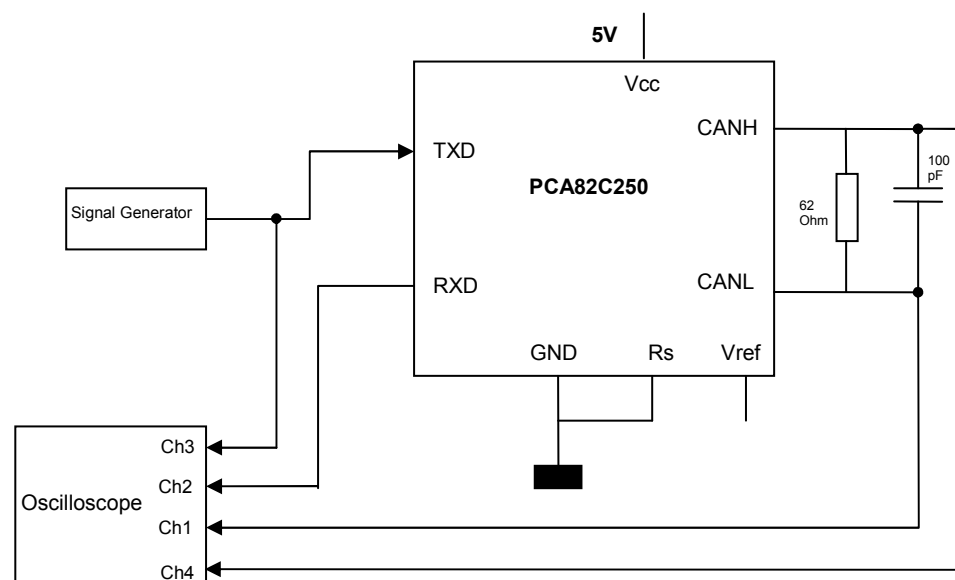 5V
Vcc
CANH
TXD
100
pF
PCA82C250
Signal Generator
62
Ohm
RXD
CANL
GND
Rs
Vref
Ch3
Ch2
Oscilloscope
Ch1
Ch4